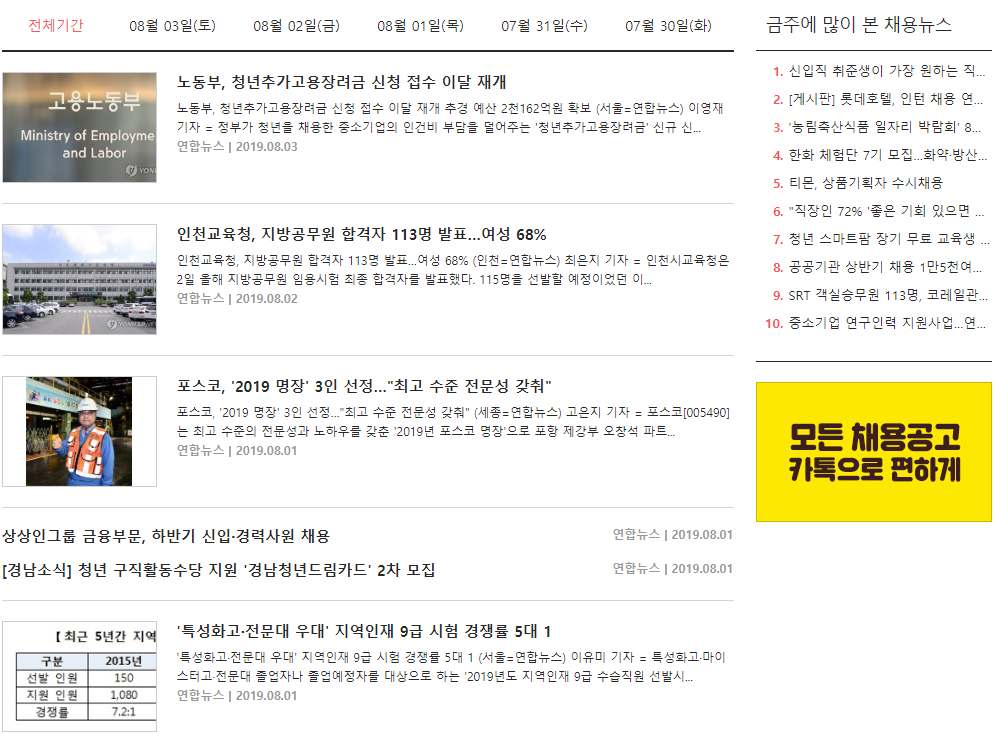 전체기간 08월 03일(토) 08월 02일(금) 08월 01일(목) 07월 31일(수) 07월 30일(화)
고용노동부
Ministry of Employme
and Labor
노동부, 청년추가고용장려금 신청 접수 이달 재개
노동부, 청년추가고용장려금 신청 접수 이달 재개 추경 예산 2천162억원 확보 (서울=연합뉴스) 이영재
기자 = 정부가 청년을 채용한 중소기업의 인건비 부담을 덜어주는 '청년추가고용장려금' 신규 신...
연합뉴스 | 2019.08.03
인천교육청, 지방공무원 합격자 113명 발표...여성 68%
인천교육청, 지방공무원 합격자 113명 발표...여성 68% (인천=연합뉴스) 최은지 기자 = 인천시교육청은
2일 올해 지방공무원 임용시험 최종 합격자를 발표했다. 115명을 선발할 예정이었던 이...
연합뉴스 | 2019.08.02
포스코, '2019 명장' 3인 선정..."최고 수준 전문성 갖춰"
포스코, '2019 명장' 3인 선정..."최고 수준 전문성 갖춰" (세종=연합뉴스) 고은지 기자 = 포스코[005490]
는 최고 수준의 전문성과 노하우를 갖춘 '2019년 포스코 명장'으로 포항 제강부 오창석 파트...
연합뉴스 | 2019.08.01
상상인그룹 금융부문, 하반기 신입·경력사원 채용 연합뉴스 | 2019.08.01
[경남소식] 청년 구직활동수당 지원 '경남청년드림카드' 2차 모집 연합뉴스 | 2019.08.01
【 최근 5년간 지역
구분 2015년
선발 인원 150
지원 인원 1,080
경쟁률 7.2:1
'특성화고·전문대 우대' 지역인재 9급 시험 경쟁률 5대 1
'특성화고·전문대 우대' 지역인재 9급 시험 경쟁률 5대 1 (서울=연합뉴스) 이유미 기자 = 특성화고·마이
스터고·전문대 졸업자나 졸업예정자를 대상으로 하는 '2019년도 지역인재 9급 수습직원 선발시...
연합뉴스 | 2019.08.01
금주에 많이 본 채용뉴스
1. 신입직 취준생이 가장 원하는 직...
2. [게시판] 롯데호텔, 인턴 채용 연...
3. '농림축산식품 일자리 박람회' 8...
4. 한화 체험단 7기 모집...화약·방산...
5. 티몬, 상품기획자 수시채용
6. "직장인 72% '좋은 기회 있으면 ...
7. 청년 스마트팜 장기 무료 교육생 ...
8. 공공기관 상반기 채용 1만5천여...
9. SRT 객실승무원 113명, 코레일관...
10. 중소기업 연구인력 지원사업...연...
모든 채용공고
카톡으로 편하게